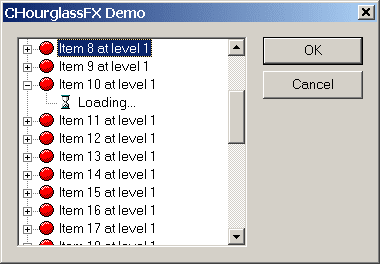 CHourglassFX Demo
Item 8 at level 1
Item 9 at level 1
Item 10 at level 1
Loading...
Item 11 at level 1
Item 12 at level 1
Item 13 at level 1
Item 14 at level 1
Item 15 at level 1
Item 16 at level 1
Item 17 at level 1
OK
Cancel